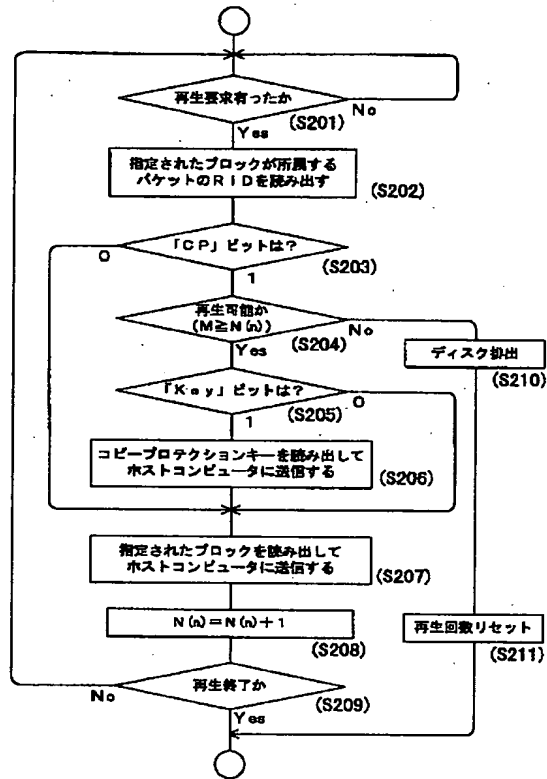 再生要求有ったか
No
(S201)
Yes
指定されたブロックが所属する
パケットのRIDを読み出す
(S202)
「CP」ビットは?
0
(S203)
1
再生可能か
(M≧N(n))
No
(S204)
Yes
ディスク排出
(S210)
「Key」ビットは?
0
(S205)
1
コピープロテクションキーを読み出して
ホストコンピュータに送信する
(S206)
指定されたブロックを読み出して
ホストコンピュータに送信する
(S207)
N(n)=N(n)+1
(S208)
再生回数リセット
(S211)
再生終了か
No
(S209)
Yes